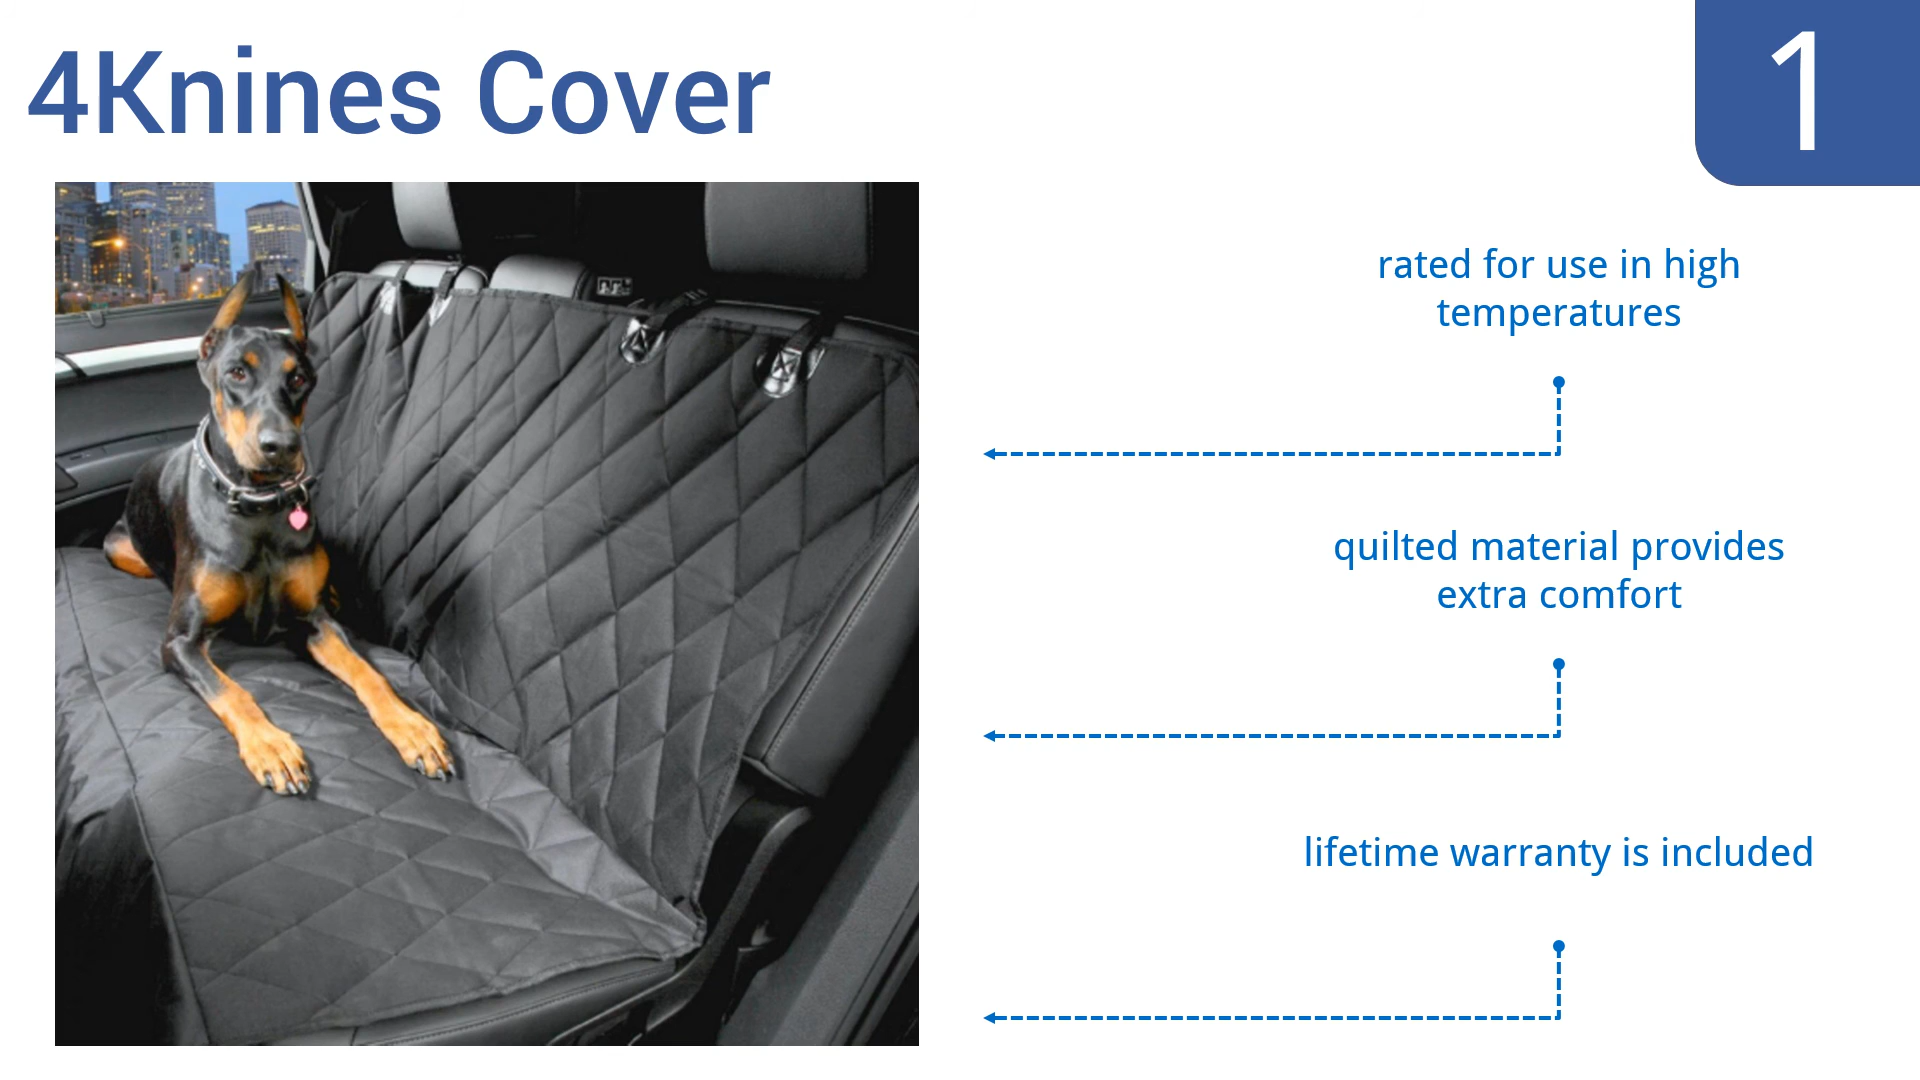 4Knines Cover
1
rated for use in high
temperatures
quilted material provides
extra comfort
lifetime warranty is included